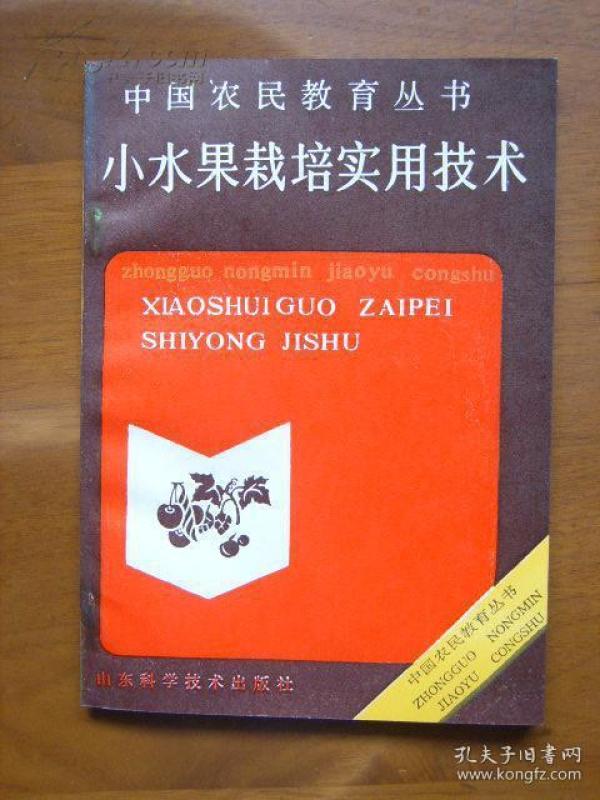 中国农民教育丛书
小水果栽培实用技术
zhongguo nongmin jiaoyu congshu
XIAOSHUIGUO ZAIPEI
SHIYONG JISHU
中国农民教育丛书
ZHONGGUO NONGMIN
JIAOYU CONGSHU
山东科学技术出版社
孔夫子旧書网
www.kongfz.com